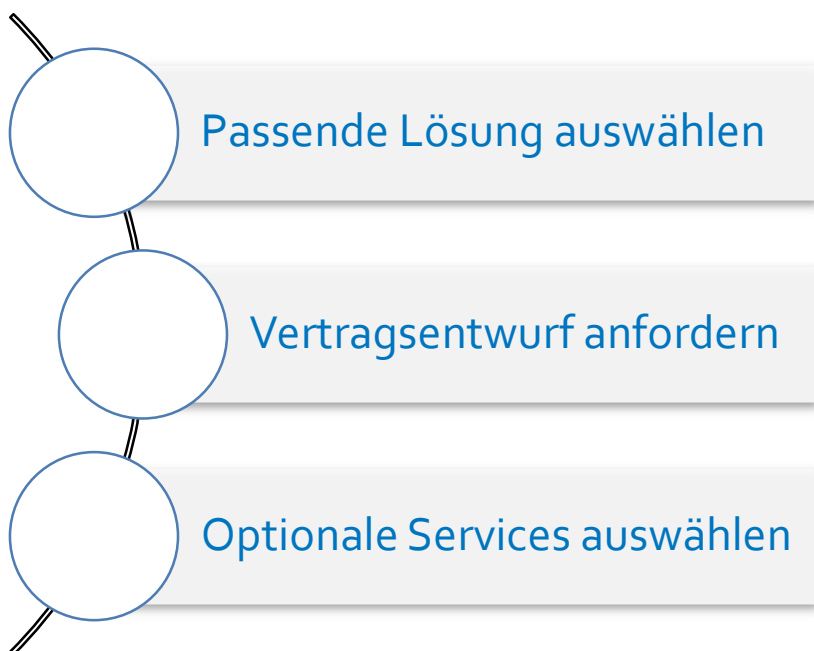 Passende Lösung auswählen
Vertragsentwurf anfordern
Optionale Services auswählen